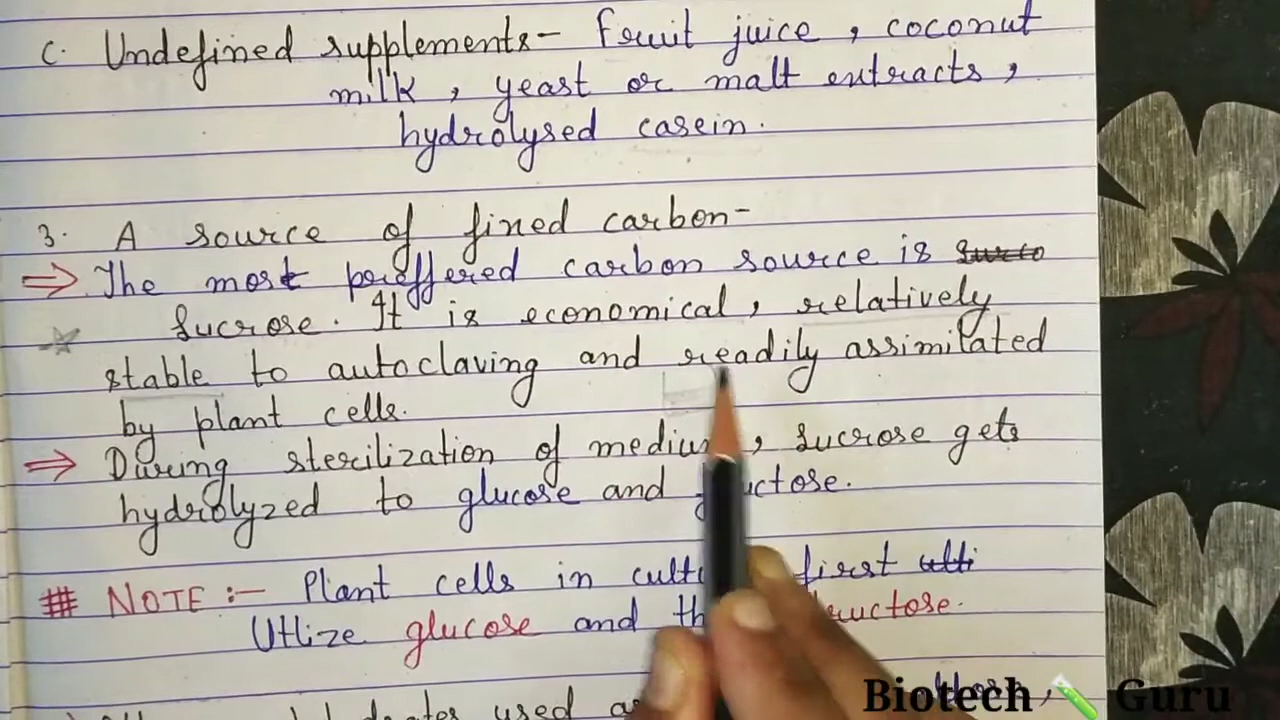 C. Undefined supplements- Fruit juice, coconut
milk, yeast or malt extracts,
hydrolysed casein.
3. A source of fixed carbon-
⇒ The most preffered carbon source is
Sucrose. It is economical, relatively
stable to autoclaving and readily assimilated
by plant cells.
⇒ During sterilization of medium, sucrose gets
hydrolyzed to glucose and fructose.
# NOTE:- Plant cells in first
Utlize glucose and fructose.
used
Biotech Guru